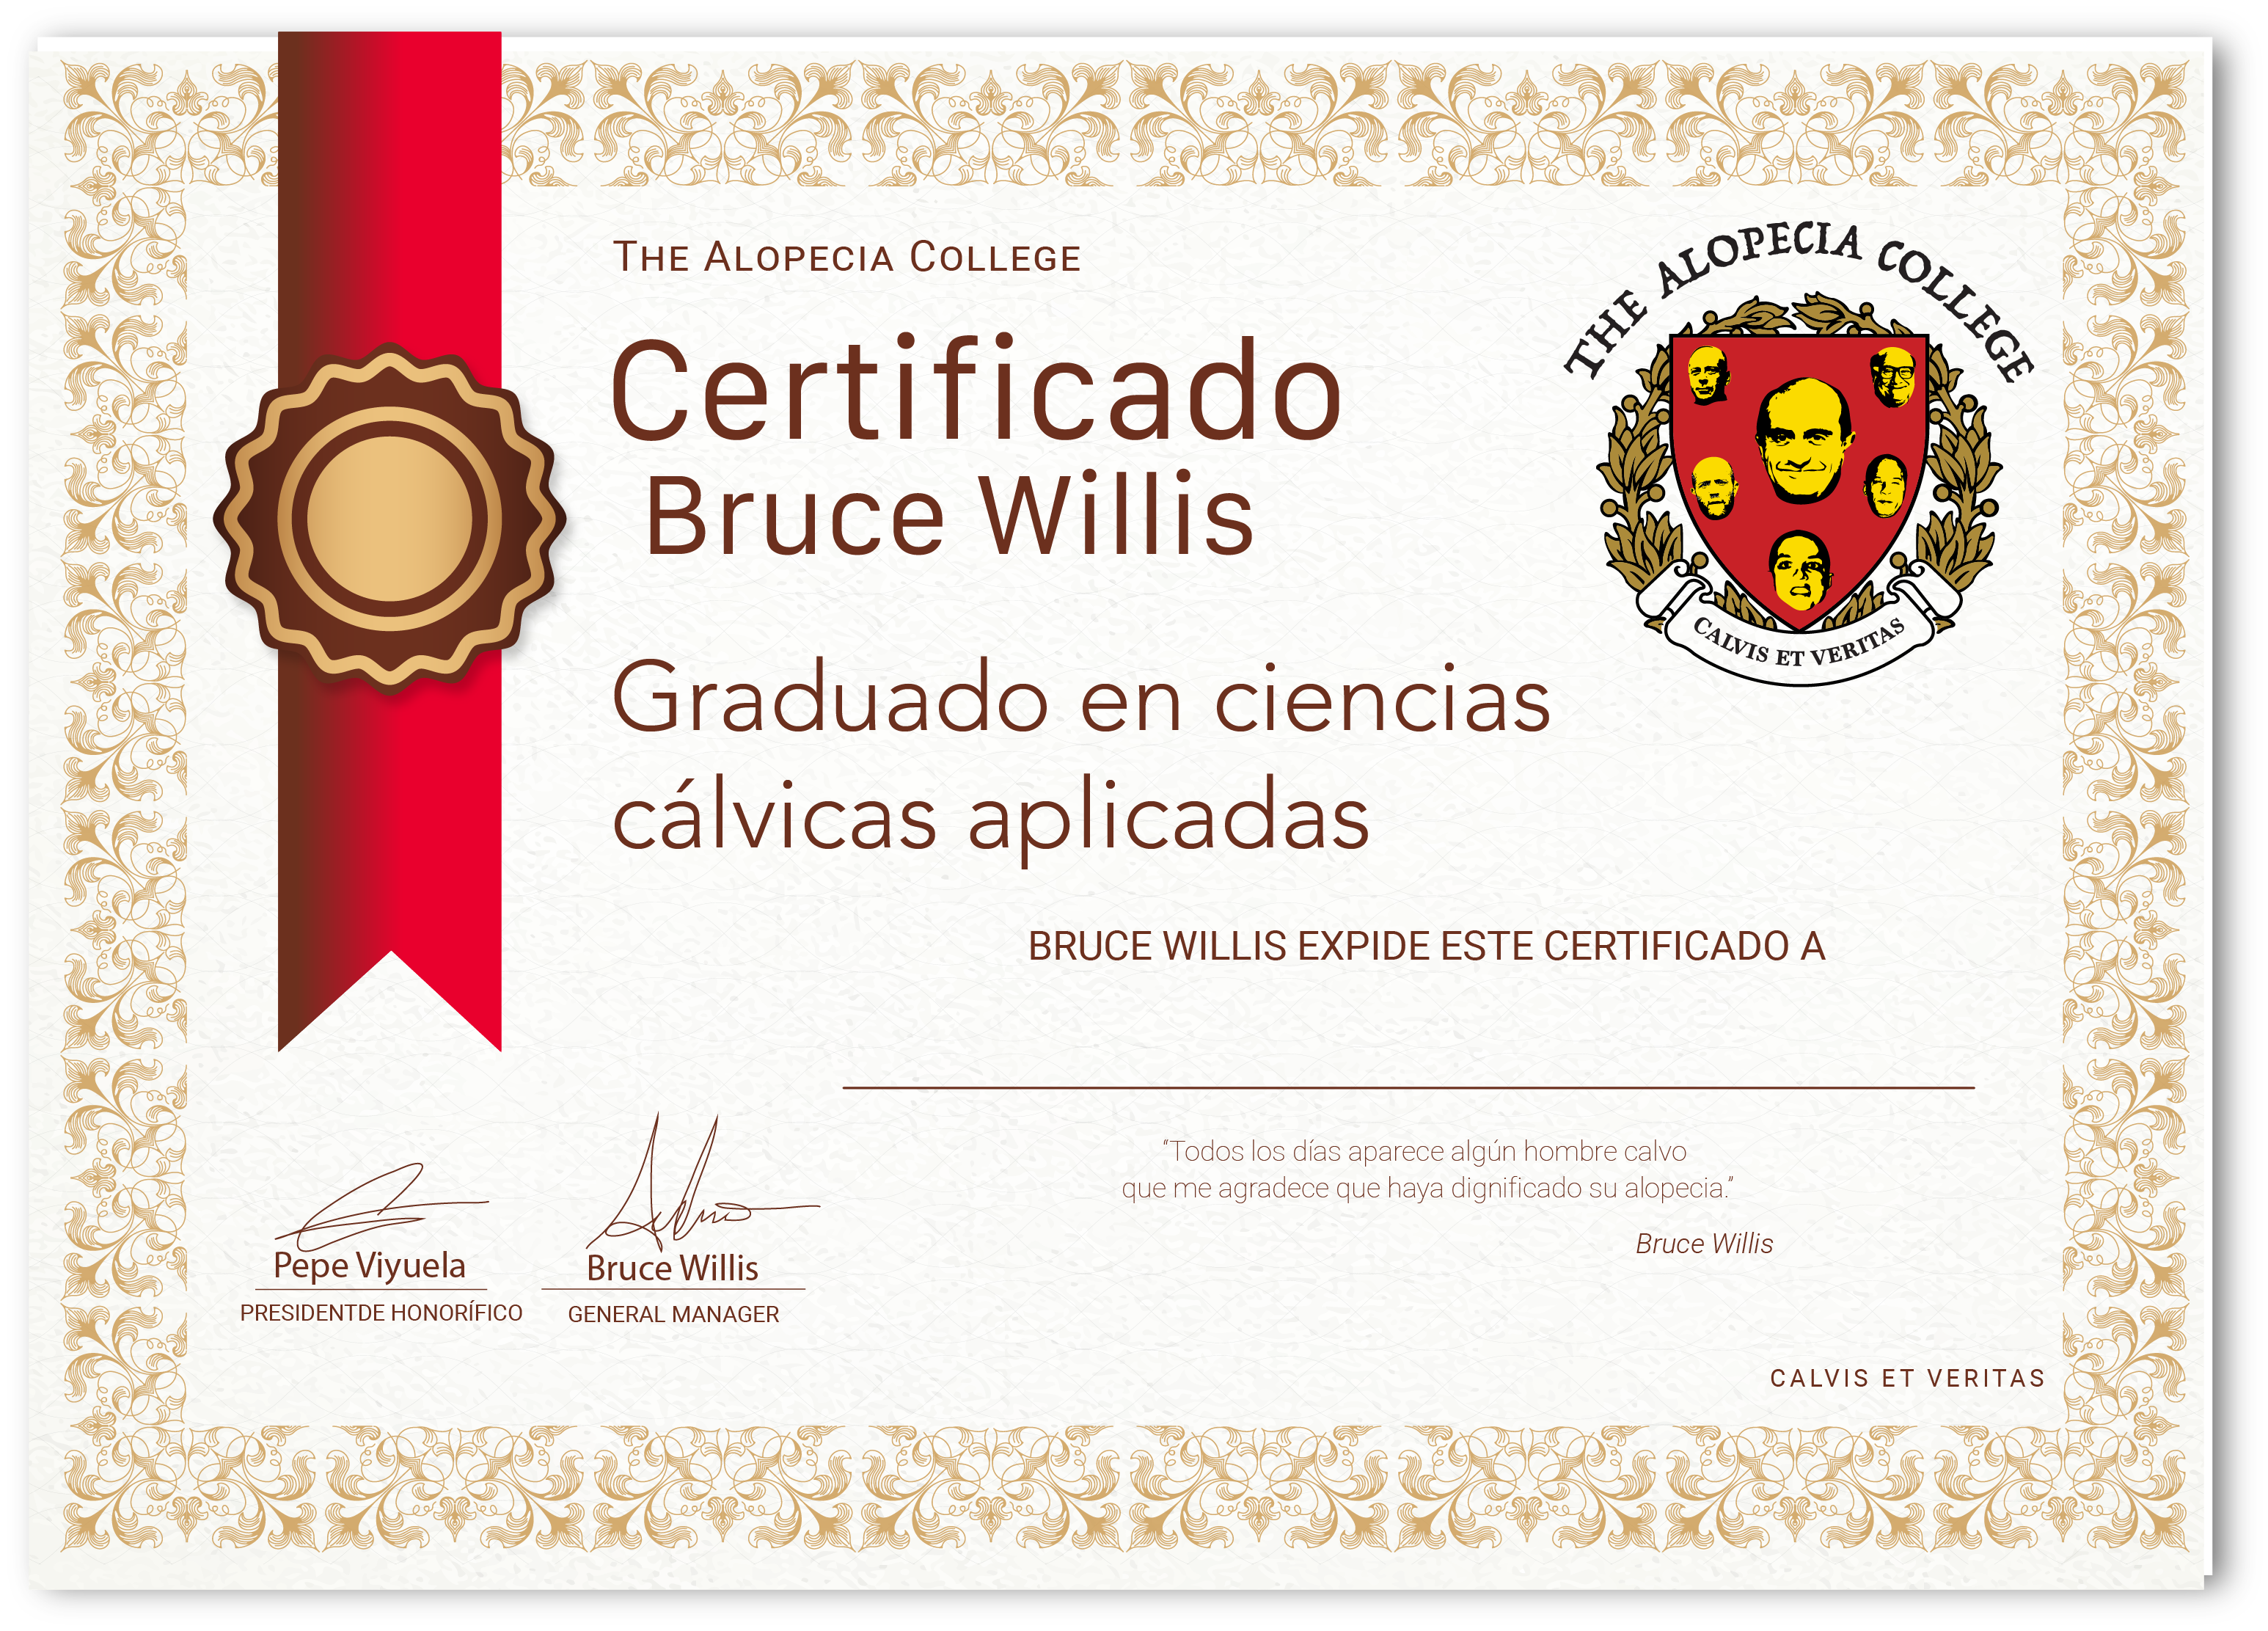 THE ALOPECIA COLLEGE
THE ALOPECIA COLLEGE
Certificado
Bruce Willis
CALVIS ET VERITAS
Graduado en ciencias
cálvicas aplicadas
BRUCE WILLIS EXPIDE ESTE CERTIFICADO A
“Todos los días aparece algún hombre calvo
que me agradece que haya dignificado su alopecia.”
Bruce Willis
Pepe Viyuela
PRESIDENTDE HONORÍFICO
Bruce Willis
GENERAL MANAGER
CALVIS ET VERITAS